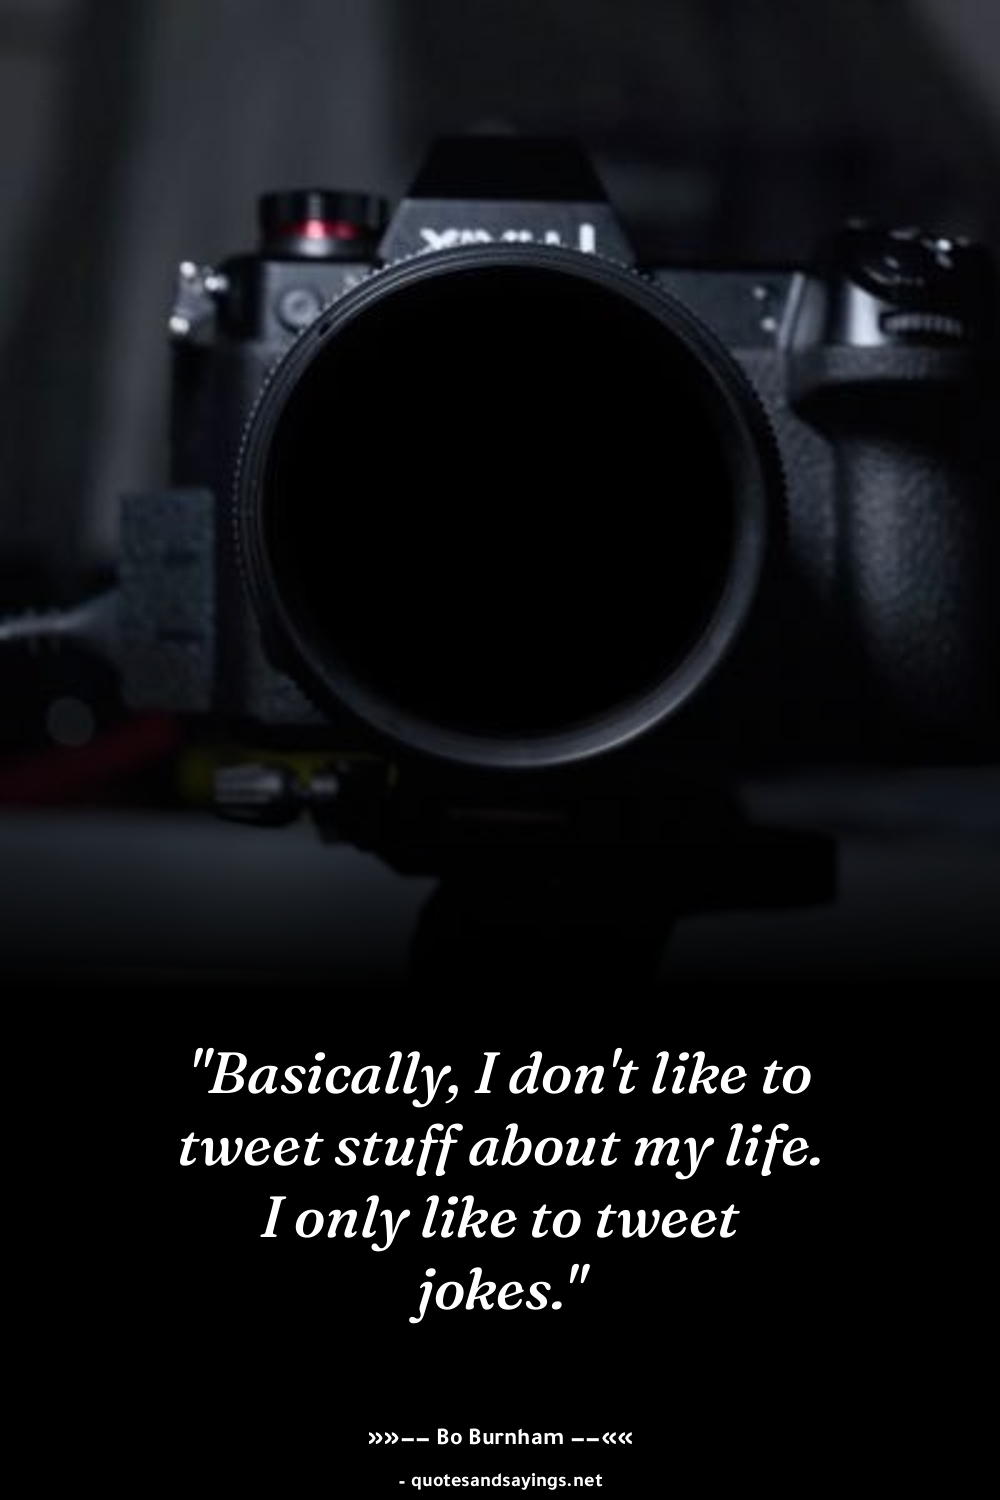 "Basically, I don't like to
tweet stuff about my life.
I only like to tweet
jokes."
»»–– Bo Burnham ––««
- quotesandsayings.net